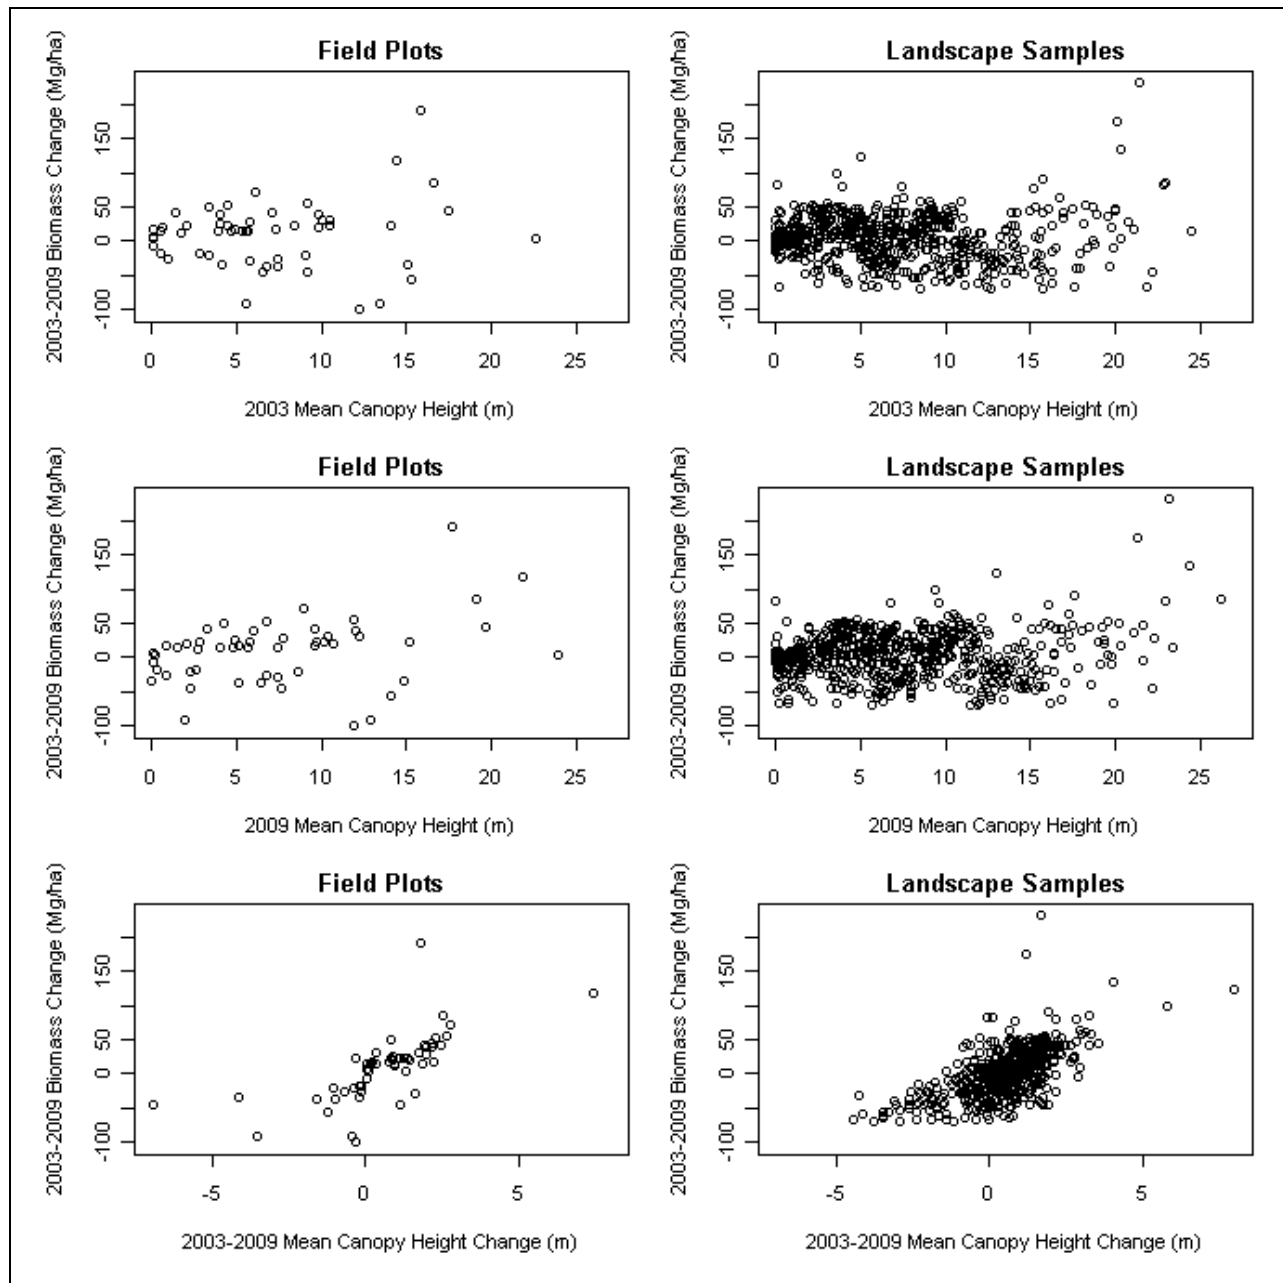 Field Plots
2003-2009 Biomass Change (Mg/ha)
150
50
0
-100
0 5 10 15 20 25
2003 Mean Canopy Height (m)
Landscape Samples
2003-2009 Biomass Change (Mg/ha)
150
50
0
-100
0 5 10 15 20 25
2003 Mean Canopy Height (m)
Field Plots
2003-2009 Biomass Change (Mg/ha)
150
50
0
-100
0 5 10 15 20 25
2009 Mean Canopy Height (m)
Landscape Samples
2003-2009 Biomass Change (Mg/ha)
150
50
0
-100
0 5 10 15 20 25
2009 Mean Canopy Height (m)
Field Plots
2003-2009 Biomass Change (Mg/ha)
150
50
0
-100
-5 0 5
2003-2009 Mean Canopy Height Change (m)
Landscape Samples
2003-2009 Biomass Change (Mg/ha)
150
50
0
-100
-5 0 5
2003-2009 Mean Canopy Height Change (m)